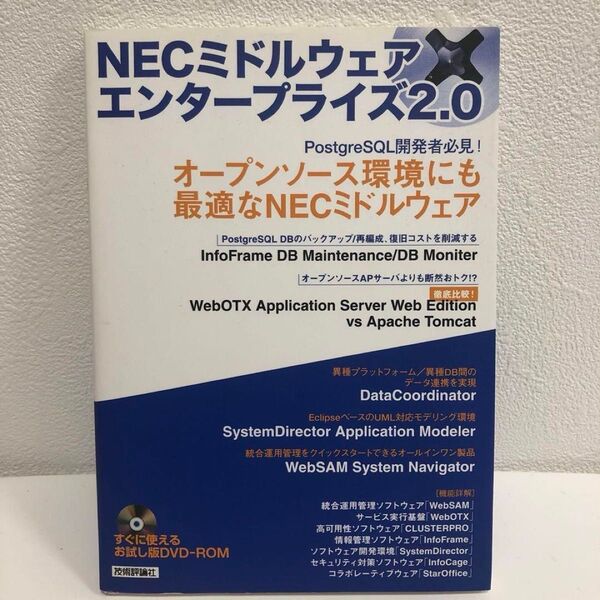 NECミドルウェア
エンタープライズ2.0
PostgreSQL開発者必見!
オープンソース環境にも
最適なNECミドルウェア
PostgreSQL DBのバックアップ/再編成、復旧コストを削減する
InfoFrame DB Maintenance/DB Moniter
オープンソースAPサーバよりも断然おトク!?
徹底比較!
WebOTX Application Server Web Edition
vs Apache Tomcat
異種プラットフォーム/異種DB間の
データ連携を実現
DataCoordinator
EclipseベースのUML対応モデリング環境
SystemDirector Application Modeler
統合運用管理をクイックスタートできるオールインワン製品
WebSAM System Navigator
[機能詳解]
統合運用管理ソフトウェア「WebSAM」
サービス実行基盤「WebOTX」
高可用性ソフトウェア「CLUSTERPRO」
情報管理ソフトウェア「InfoFrame」
ソフトウェア開発環境「SystemDirector」
セキュリティ対策ソフトウェア「InfoCage」
コラボレーティブウェア「StarOffice」
すぐに使える
お試し版DVD-ROM
技術評論社